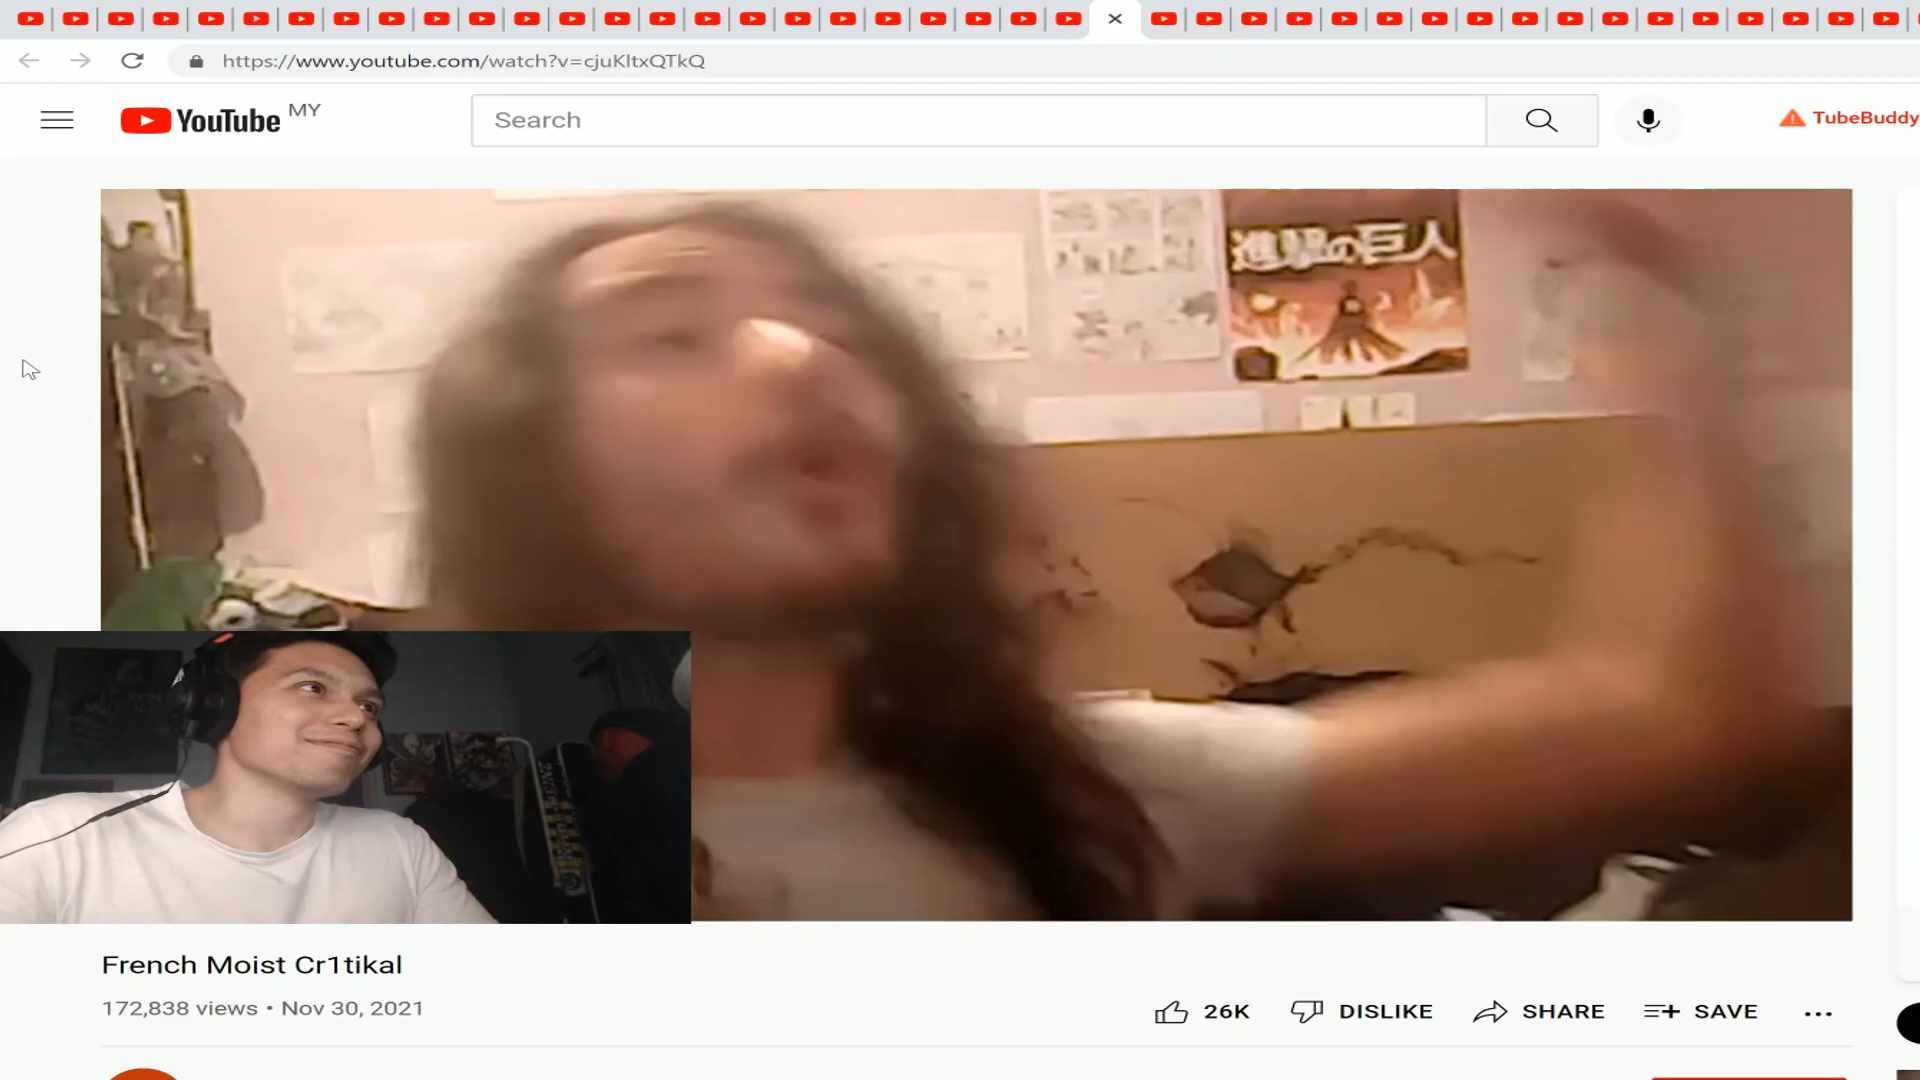 https://www.youtube.com/watch?v=cjuKltxQTkQ
YouTube MY
Search
TubeBuddy
進撃の巨人
French Moist Cr1tikal
172,838 views • Nov 30, 2021
26K
DISLIKE
SHARE
SAVE